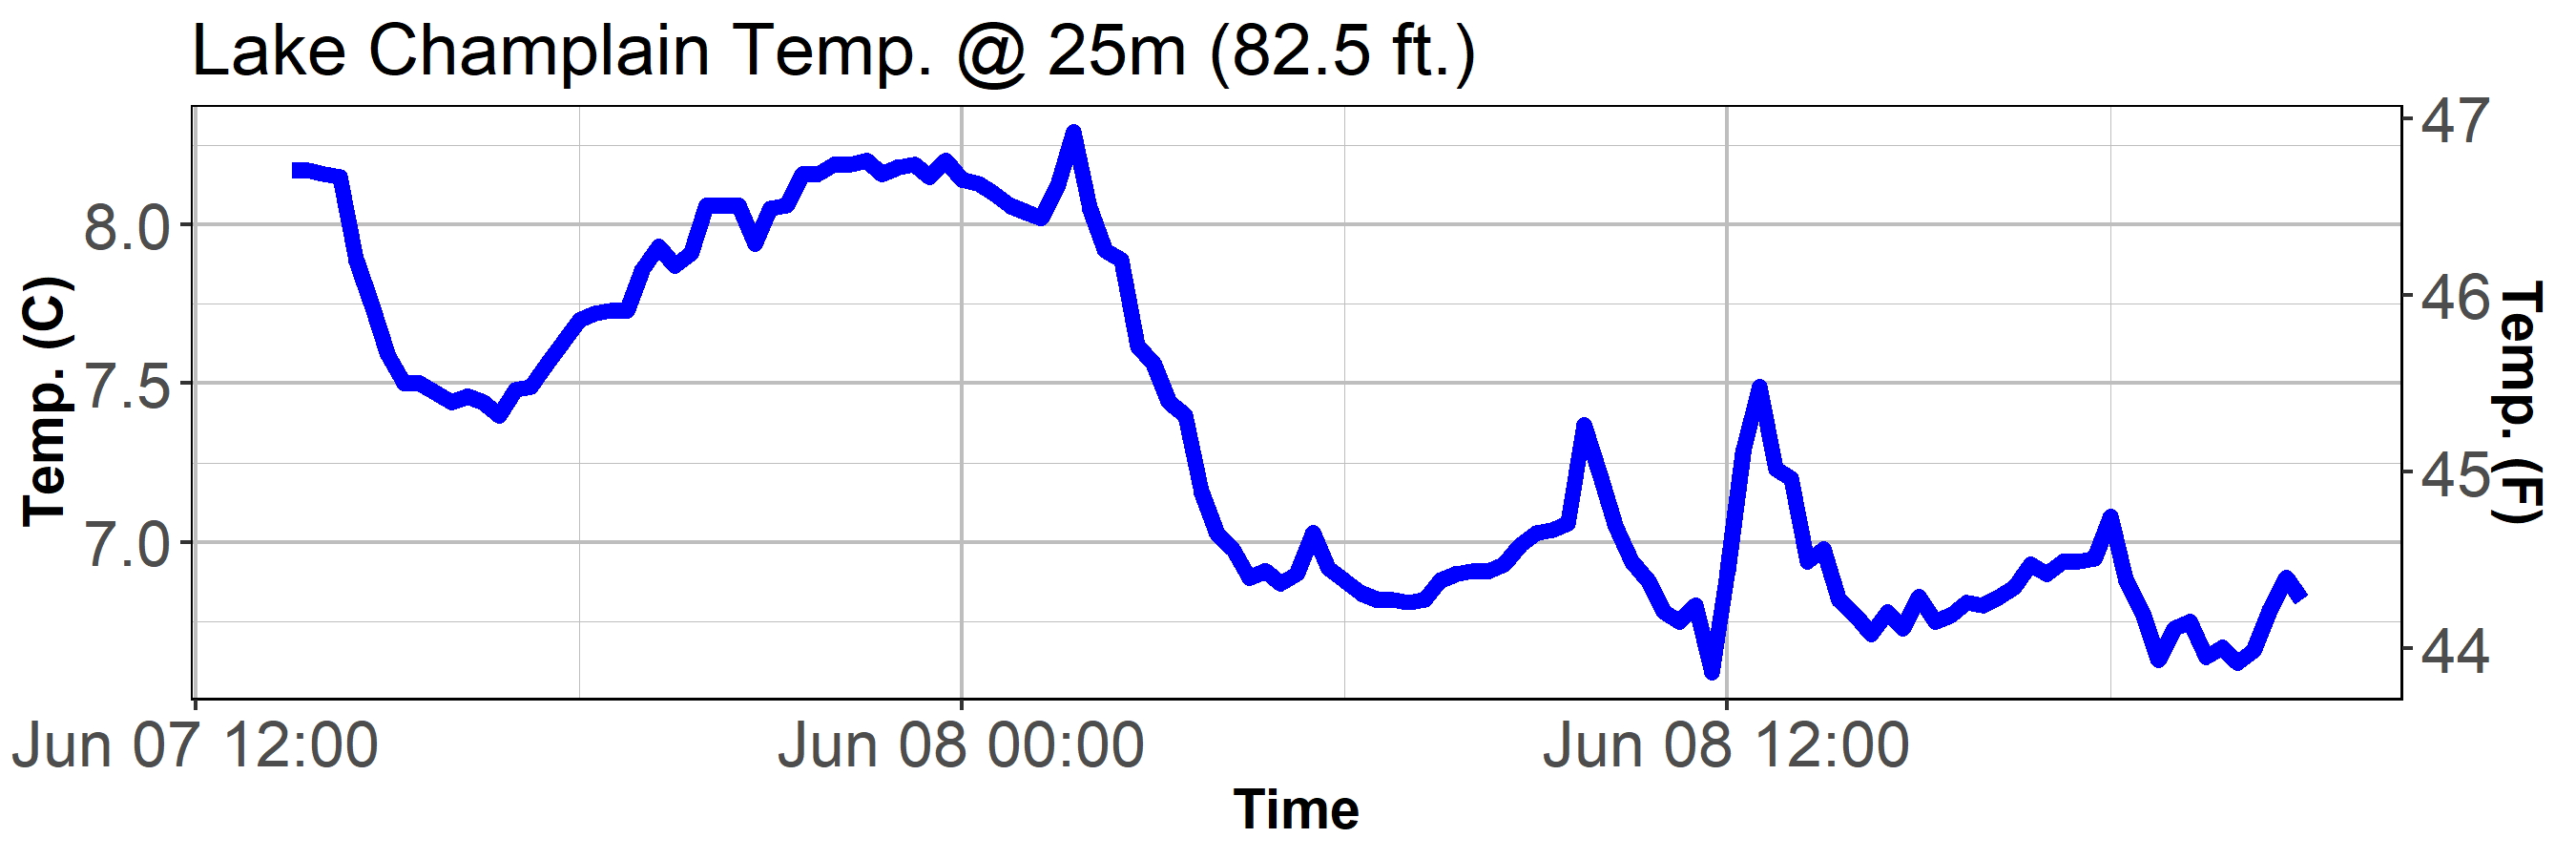 Lake Champlain Temp. @ 25m (82.5 ft.)
Temp. (C)
8.0
7.5
7.0
47
46
45
44
Temp. (F)
Jun 07 12:00
Jun 08 00:00
Jun 08 12:00
Time